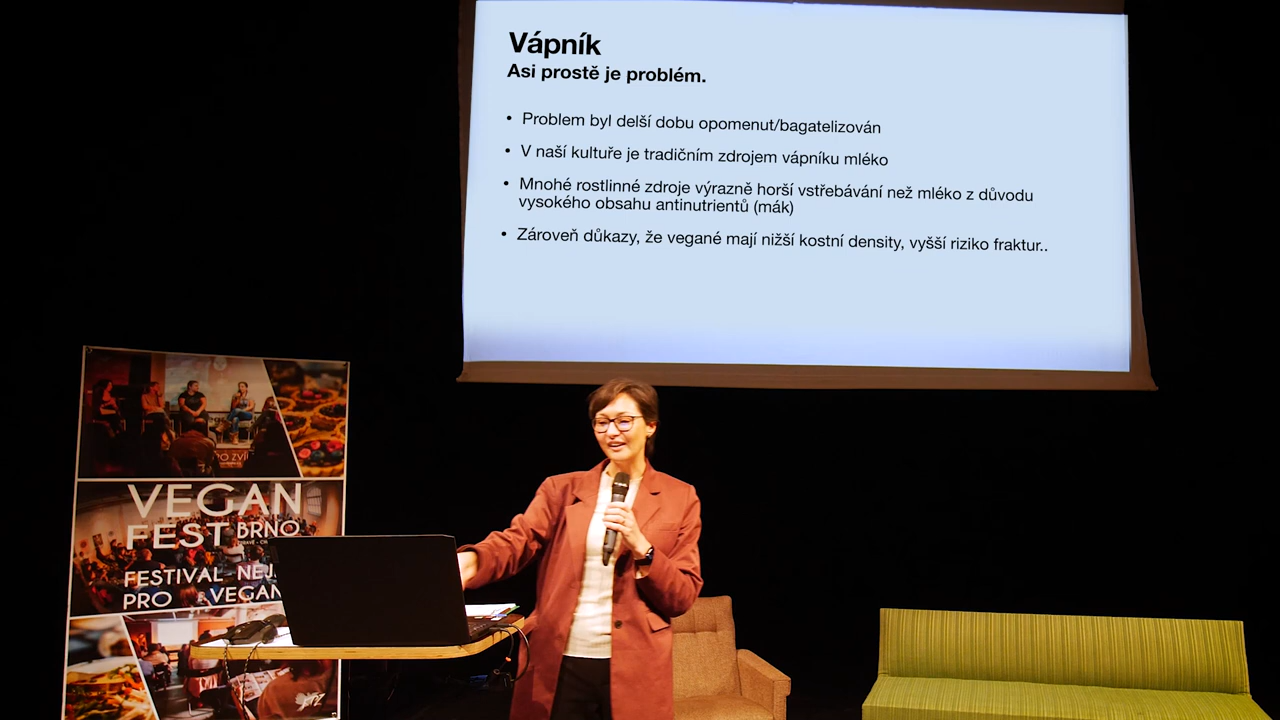 Vápník
Asi prostě je problém.
• Problem byl delší dobu opomenut/bagatelizován
• V naší kultuře je tradičním zdrojem vápníku mléko
• Mnohé rostlinné zdroje výrazně horší vstřebávání než mléko z důvodu
vysokého obsahu antinutrientů (mák)
• Zároveň důkazy, že vegané mají nižší kostní density, vyšší riziko fraktur..
VEGAN
FEST BRNO
FESTIVAL NEJ
PRO VEGAN